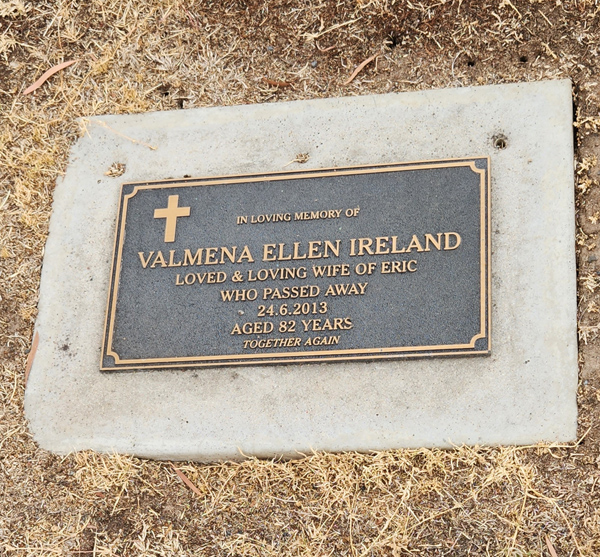 IN LOVING MEMORY OF
VALMENA ELLEN IRELAND
LOVED & LOVING WIFE OF ERIC
WHO PASSED AWAY
24.6.2013
AGED 82 YEARS
TOGETHER AGAIN